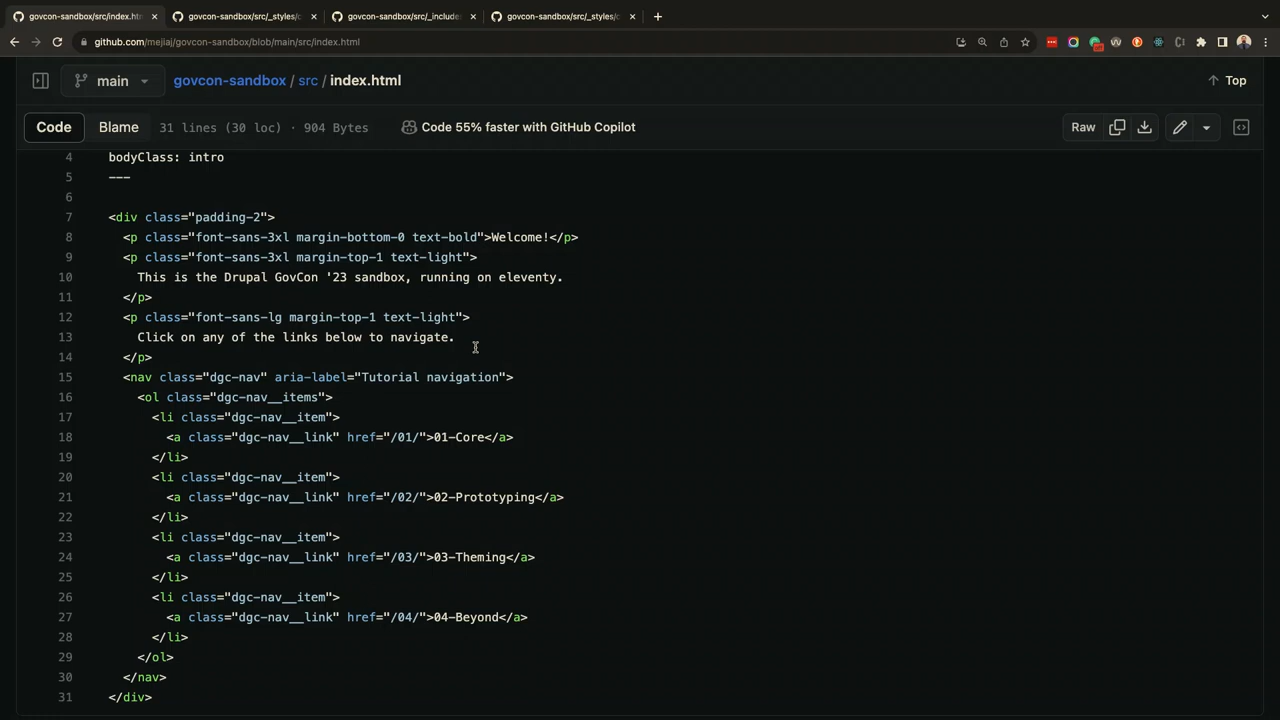 govcon-sandbox/src/index.htm
govcon-sandbox/src/_styles/c
govcon-sandbox/src/_include
govcon-sandbox/src/_styles/c
github.com/mejiaj/govcon-sandbox/blob/main/src/index.html
main
govcon-sandbox / src / index.html
Top
Code
Blame
31 lines (30 loc) · 904 Bytes
Code 55% faster with GitHub Copilot
Raw
4 bodyClass: intro
5 ---
6
7 <div class="padding-2">
8 <p class="font-sans-3xl margin-bottom-0 text-bold">Welcome!</p>
9 <p class="font-sans-3xl margin-top-1 text-light">
10 This is the Drupal GovCon '23 sandbox, running on eleventy.
11 </p>
12 <p class="font-sans-lg margin-top-1 text-light">
13 Click on any of the links below to navigate.
14 </p>
15 <nav class="dgc-nav" aria-label="Tutorial navigation">
16 <ol class="dgc-nav__items">
17 <li class="dgc-nav__item">
18 <a class="dgc-nav__link" href="/01/">01-Core</a>
19 </li>
20 <li class="dgc-nav__item">
21 <a class="dgc-nav__link" href="/02/">02-Prototyping</a>
22 </li>
23 <li class="dgc-nav__item">
24 <a class="dgc-nav__link" href="/03/">03-Theming</a>
25 </li>
26 <li class="dgc-nav__item">
27 <a class="dgc-nav__link" href="/04/">04-Beyond</a>
28 </li>
29 </ol>
30 </nav>
31 </div>